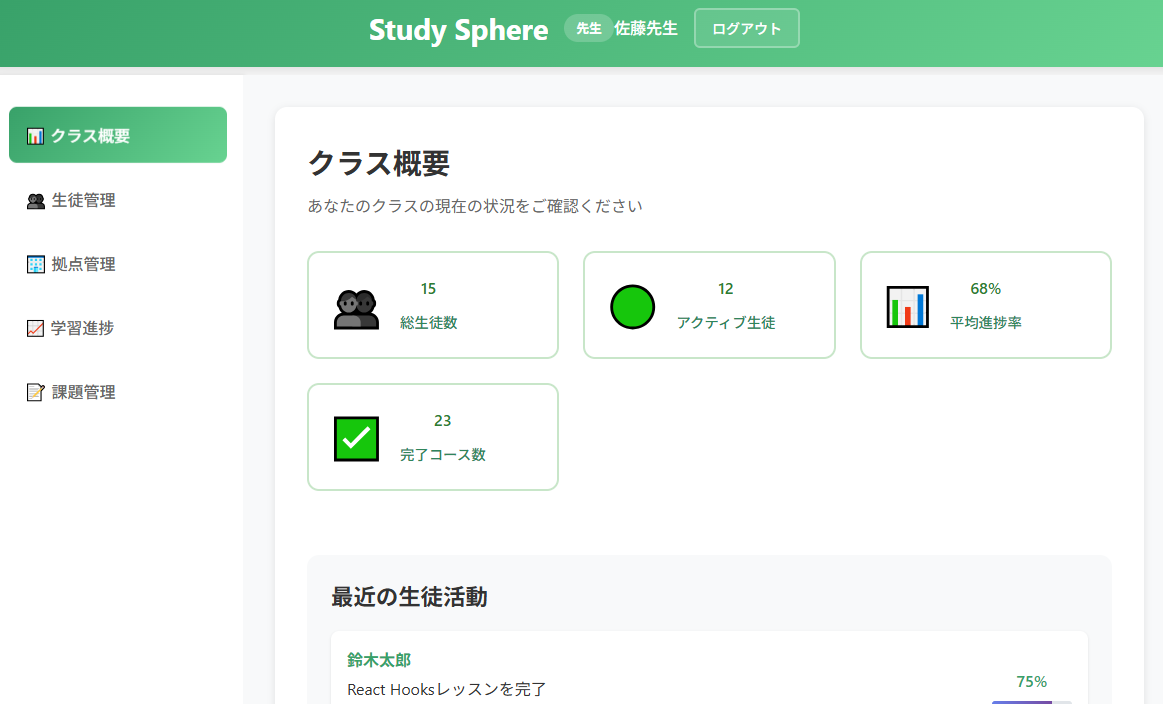 Study Sphere 先生 佐藤先生 ログアウト
クラス概要
生徒管理
拠点管理
学習進捗
課題管理
クラス概要
あなたのクラスの現在の状況をご確認ください
15
総生徒数
12
アクティブ生徒
68%
平均進捗率
23
完了コース数
最近の生徒活動
鈴木太郎
React Hooksレッスンを完了
75%